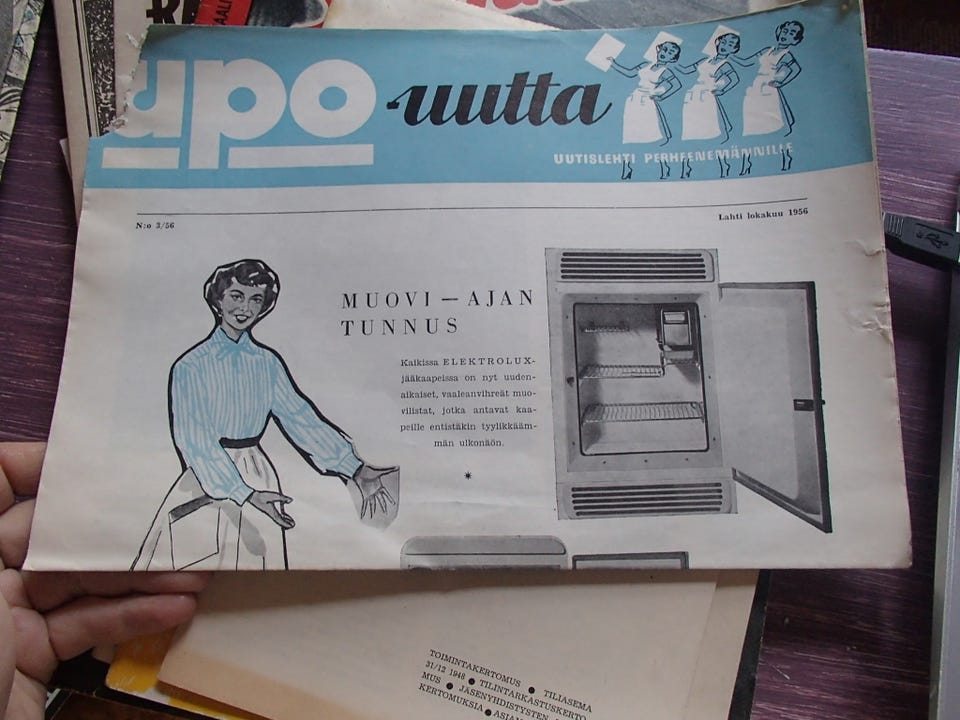 upo -uutta
UUTISLEHTI PERHEENEMÄNNILLE
N:o 3/56
Lahti lokakuu 1956
MUOVI – AJAN
TUNNUS
Kaikissa ELEKTROLUX-
jääkaapeissa on nyt uuden-
aikaiset, vaaleanvihreät muo-
vilistat, jotka antavat kaa-
peille entistäkin tyylikkääm-
män ulkonäön.
TOIMINTAKERTOMUS ● TILIASEMA
31/12 1948 ● TILINTARKASTUSKERTO
MUS ● JÄSENYHDISTYSTEN
KERTOMUKSIA ● ASIAN